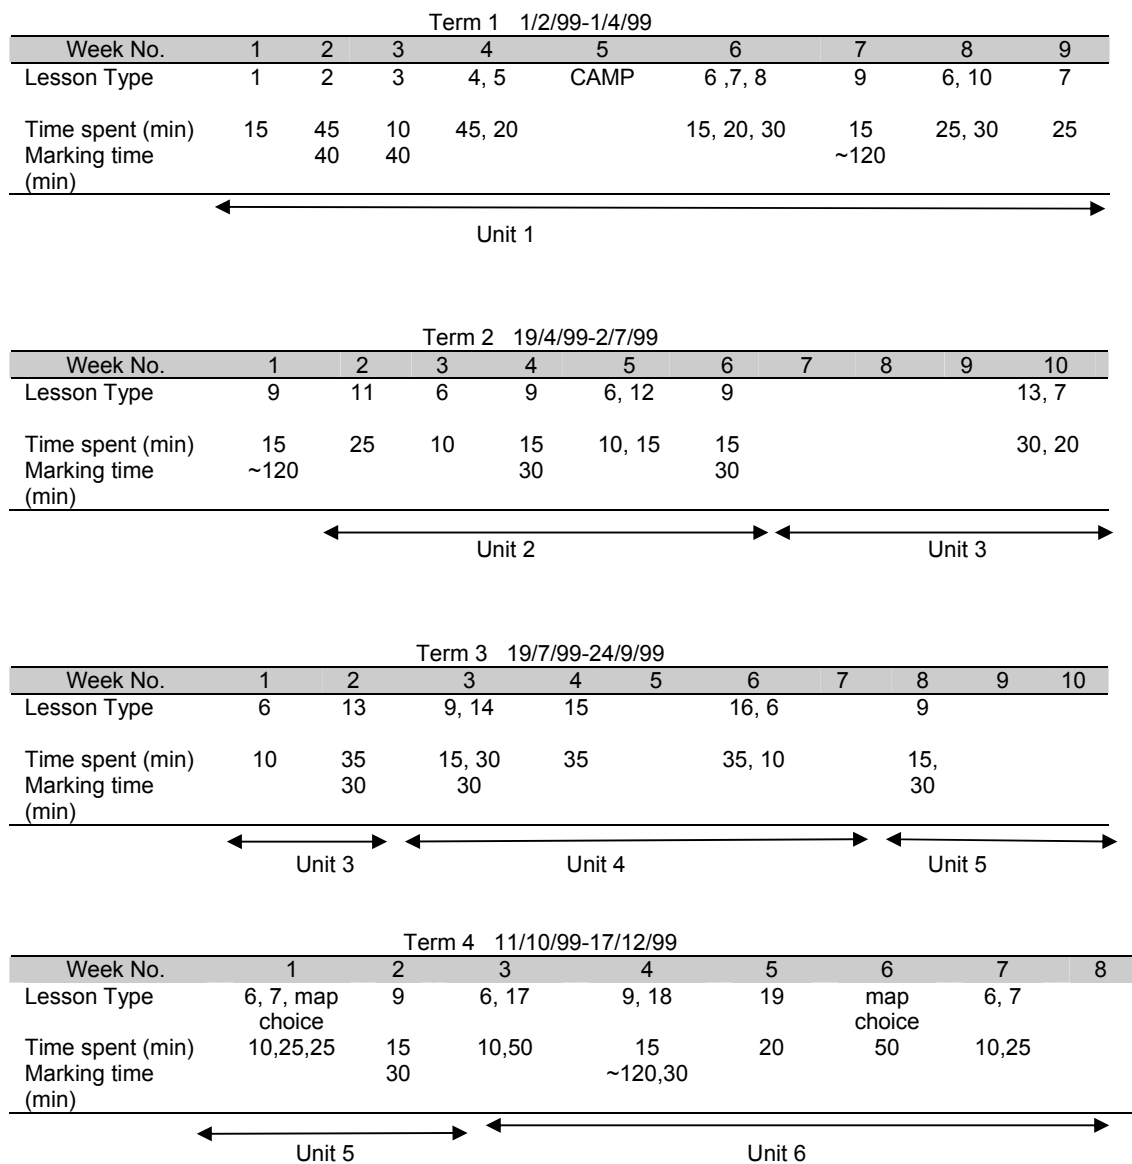 Term 1 1/2/99-1/4/99
Week No. 1 2 3 4 5 6 7 8 9
Lesson Type 1 2 3 4, 5 CAMP 6 ,7, 8 9 6, 10 7
Time spent (min) 15 45 10 45, 20 15, 20, 30 15 25, 30 25
Marking time 40 40 ~120
(min)
Unit 1
Term 2 19/4/99-2/7/99
Week No. 1 2 3 4 5 6 7 8 9 10
Lesson Type 9 11 6 9 6, 12 9 13, 7
Time spent (min) 15 25 10 15 10, 15 15 30, 20
Marking time ~120 30 30
(min)
Unit 2 Unit 3
Term 3 19/7/99-24/9/99
Week No. 1 2 3 4 5 6 7 8 9 10
Lesson Type 6 13 9, 14 15 16, 6 9
Time spent (min) 10 35 15, 30 35 35, 10 15,
Marking time 30 30 30
(min)
Unit 3 Unit 4 Unit 5
Term 4 11/10/99-17/12/99
Week No. 1 2 3 4 5 6 7 8
Lesson Type 6, 7, map 9 6, 17 9, 18 19 map 6, 7
choice choice
Time spent (min) 10,25,25 15 10,50 15 20 50 10,25
Marking time 30 ~120,30
(min)
Unit 5 Unit 6